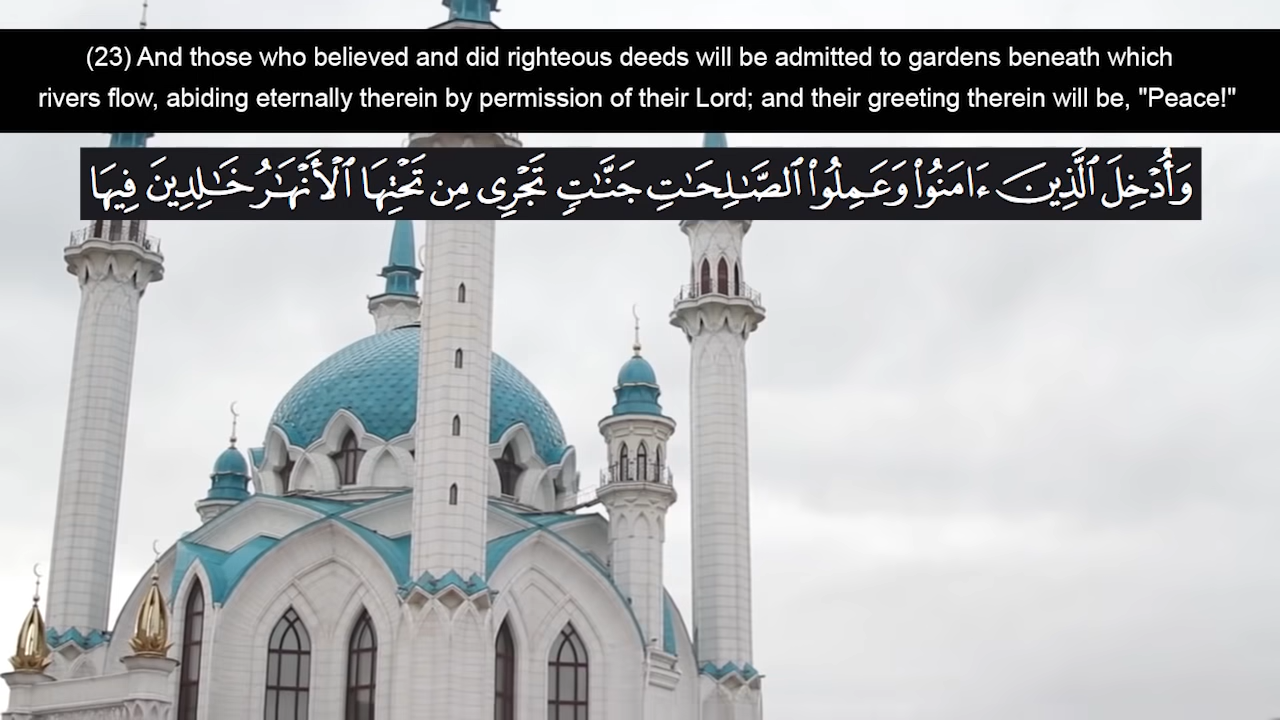 (23) And those who believed and did righteous deeds will be admitted to gardens beneath which
rivers flow, abiding eternally therein by permission of their Lord; and their greeting therein will be, "Peace!"
وَأُدْخِلَ ٱلَّذِينَ ءَامَنُوا۟ وَعَمِلُوا۟ ٱلصَّـٰلِحَـٰتِ جَنَّـٰتٍ تَجْرِى مِن تَحْتِهَا ٱلْأَنْهَـٰرُ خَـٰلِدِينَ فِيهَا